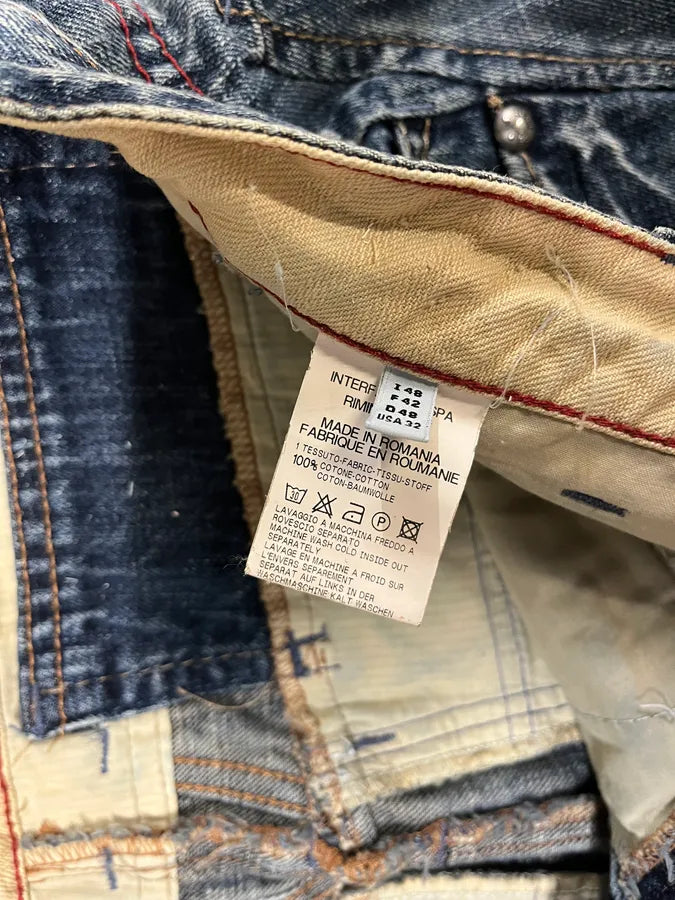 I 48
F 42
D 48
USA 32
INTERF SPA
RIMI
MADE IN ROMANIA
FABRIQUE EN ROUMANIE
1 TESSUTO-FABRIC-TISSU-STOFF
100% COTONE-COTTON
COTON-BAUMWOLLE
30 P
LAVAGGIO A MACCHINA FREDDO A
ROVESCIO SEPARATO
MACHINE WASH COLD INSIDE OUT
SEPARATELY
LAVAGE EN MACHINE A FROID SUR
L'ENVERS SEPAREMENT
SEPARAT AUF LINKS IN DER
WASCHMASCHINE KALT WASCHEN